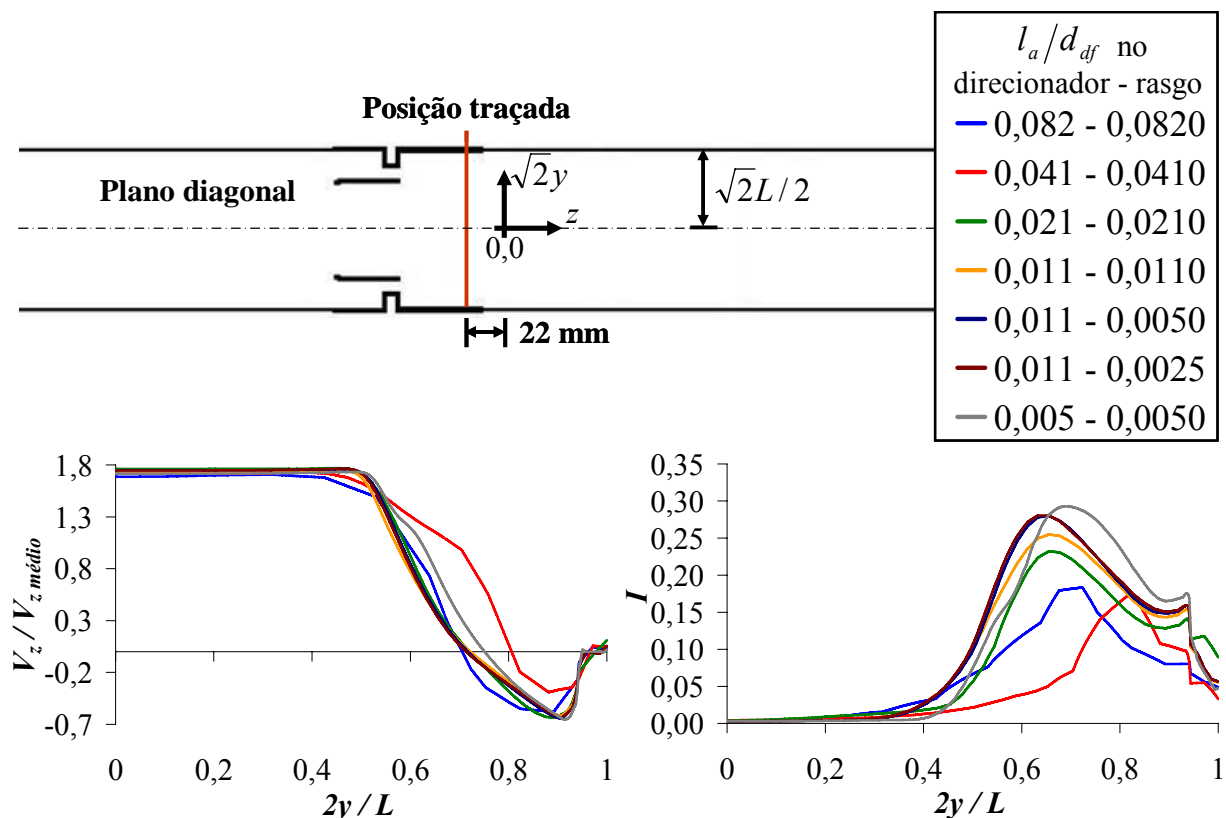 l_a/d_df no
direcionador - rasgo
0,082 - 0,0820
0,041 - 0,0410
0,021 - 0,0210
0,011 - 0,0110
0,011 - 0,0050
0,011 - 0,0025
0,005 - 0,0050
Posição traçada
Plano diagonal
√2y
z
0,0
√2L/2
22 mm
V_z / V_z médio
1,8
1,3
0,8
0,3
-0,2
-0,7
0
0,2
0,4
0,6
0,8
1
2y / L
I
0,35
0,30
0,25
0,20
0,15
0,10
0,05
0,00
0
0,2
0,4
0,6
0,8
1
2y / L